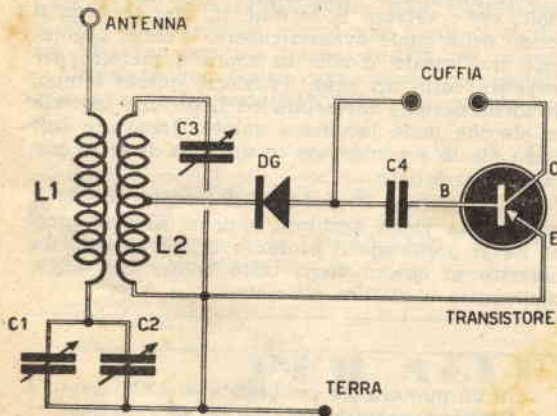 ANTENNA
CUFFIA
C3
DG
C4
B
C
E
L1
L2
C1
C2
TRANSISTORE
TERRA